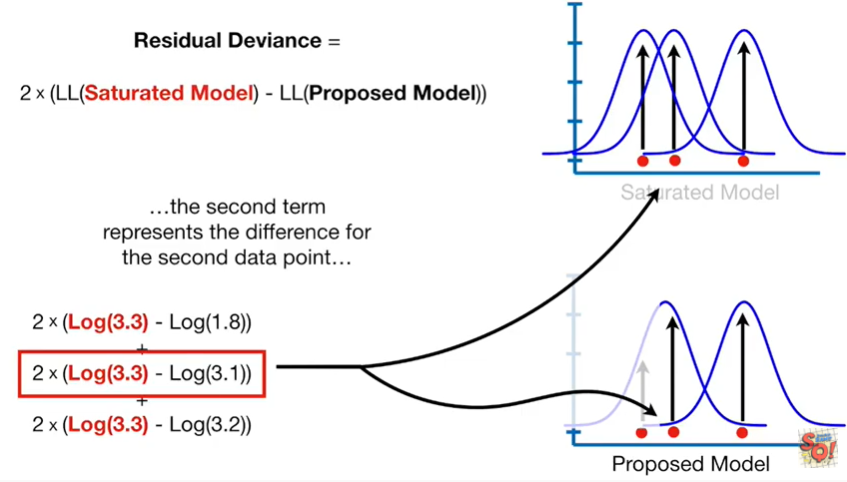 Residual Deviance =
2 × (LL(Saturated Model) - LL(Proposed Model))
Saturated Model
…the second term
represents the difference for
the second data point…
2 × (Log(3.3) - Log(1.8))
+
2 × (Log(3.3) - Log(3.1))
+
2 × (Log(3.3) - Log(3.2))
SQ!
Proposed Model